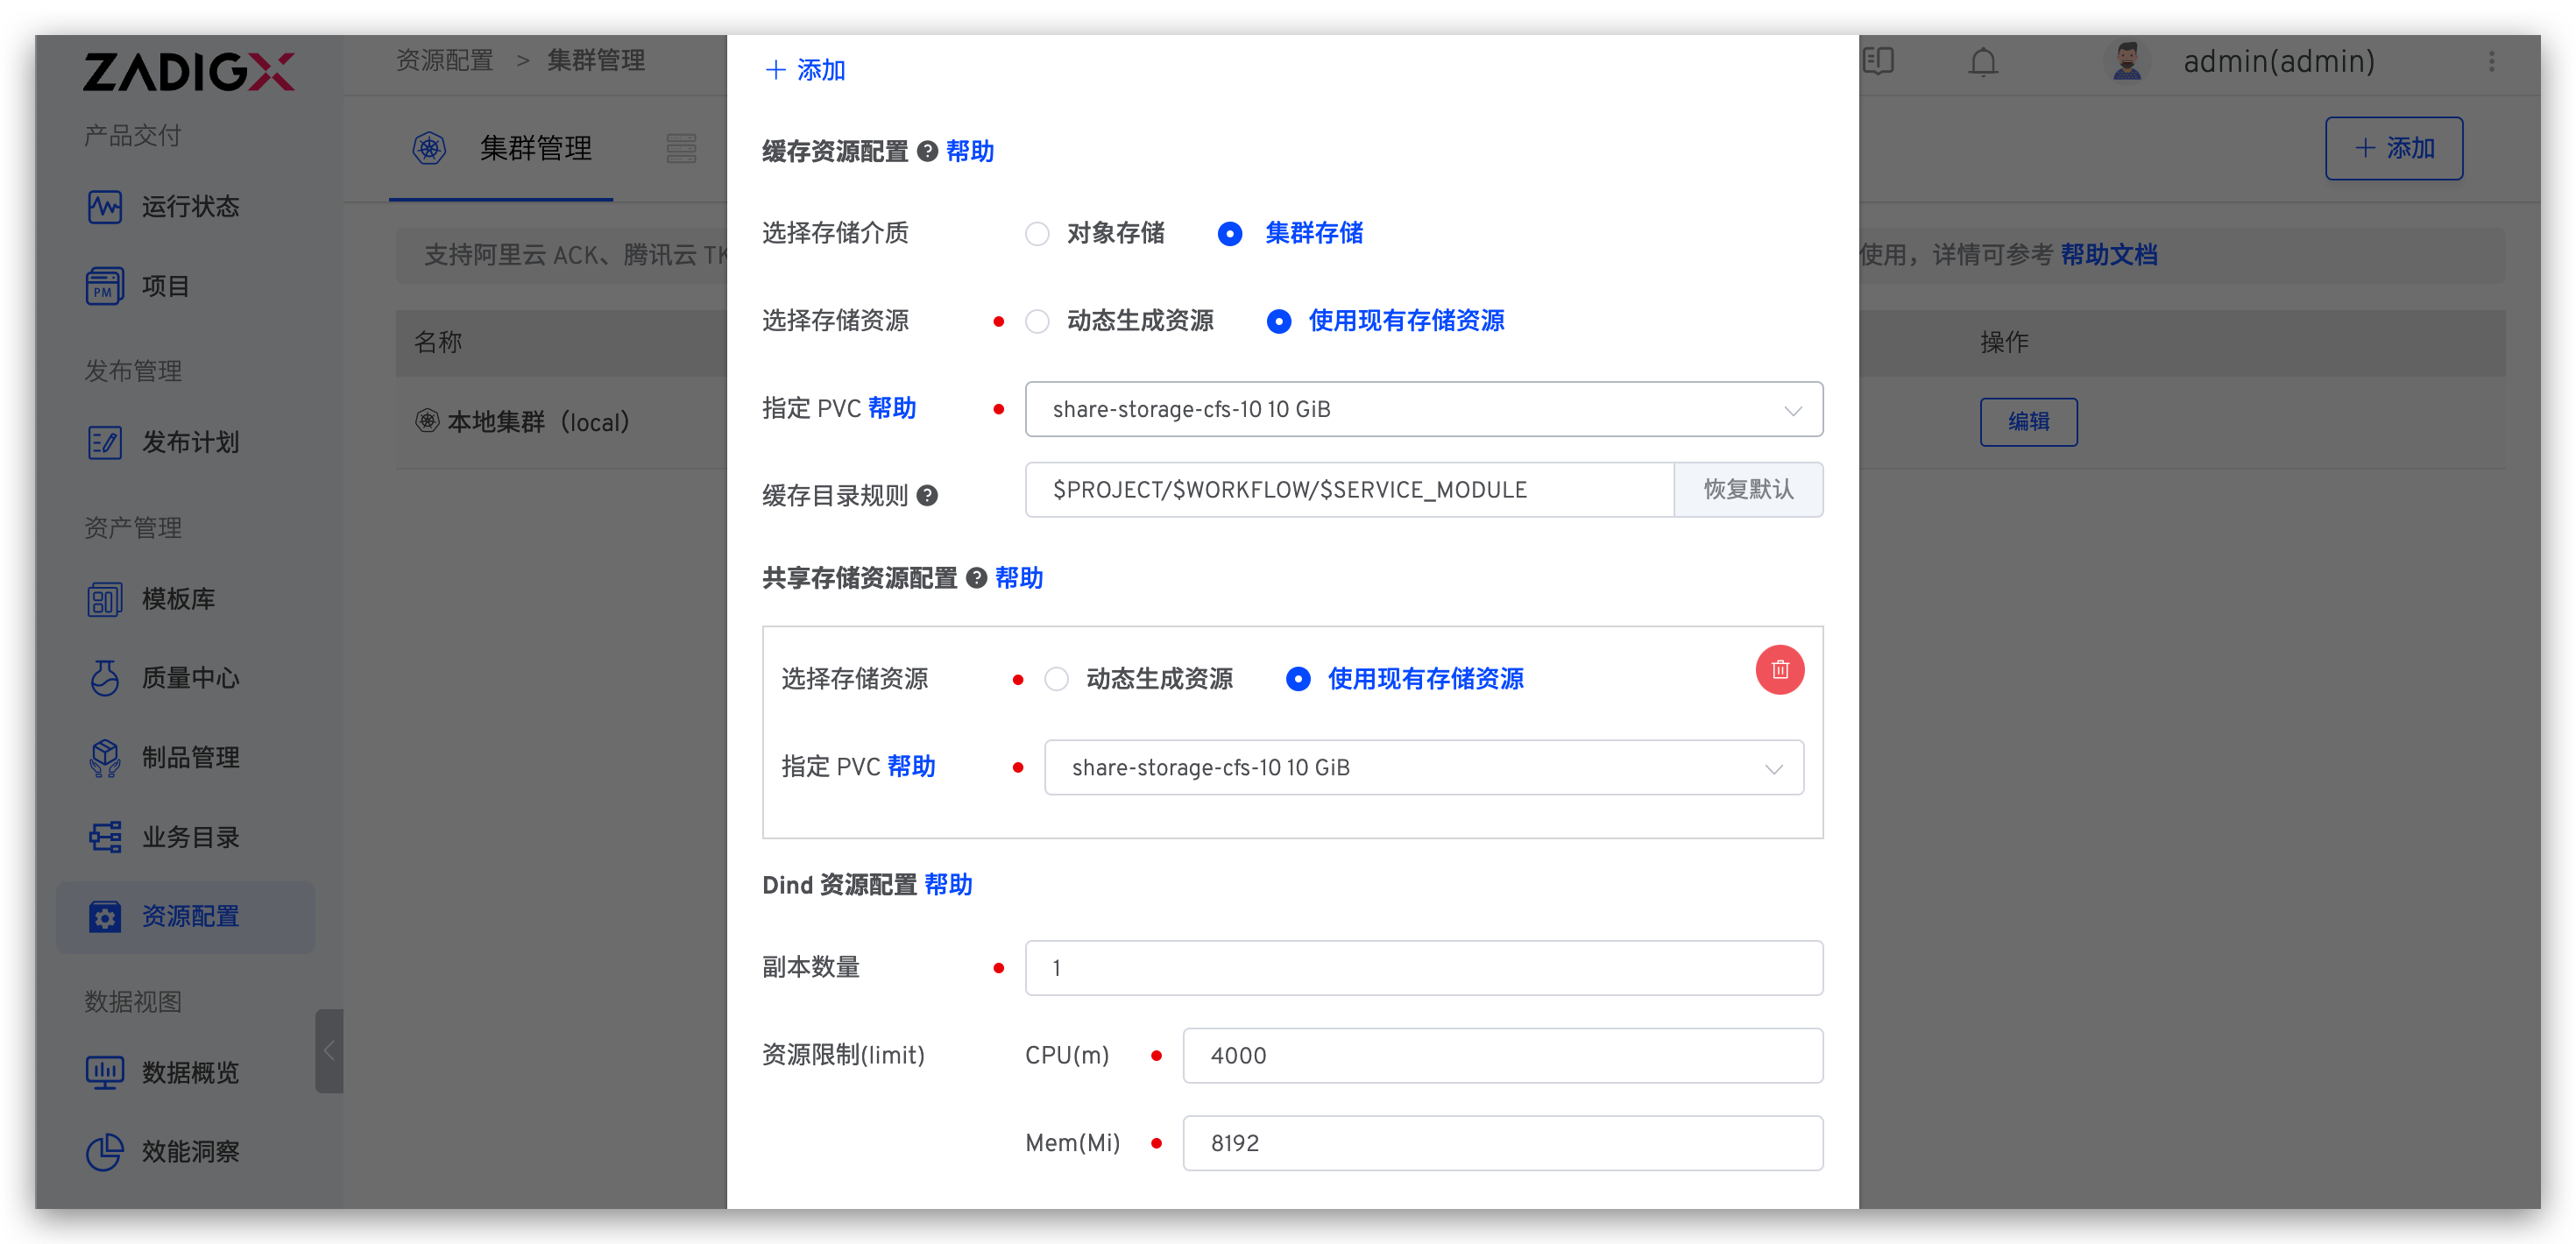 ZADIGX
产品交付
运行状态
项目
PM
发布管理
发布计划
资产管理
模板库
质量中心
制品管理
业务目录
资源配置
数据视图
数据概览
效能洞察
资源配置 > 集群管理
admin(admin)
集群管理
+ 添加
支持阿里云 ACK、腾讯云 TK
使用，详情可参考 帮助文档
名称
操作
本地集群（local）
编辑
+ 添加
缓存资源配置 ? 帮助
选择存储介质 对象存储 集群存储
选择存储资源 动态生成资源 使用现有存储资源
指定 PVC 帮助 share-storage-cfs-10 10 GiB
缓存目录规则 ? $PROJECT/$WORKFLOW/$SERVICE_MODULE 恢复默认
共享存储资源配置 ? 帮助
选择存储资源 动态生成资源 使用现有存储资源
指定 PVC 帮助 share-storage-cfs-10 10 GiB
Dind 资源配置 帮助
副本数量 1
资源限制(limit) CPU(m) 4000
Mem(Mi) 8192